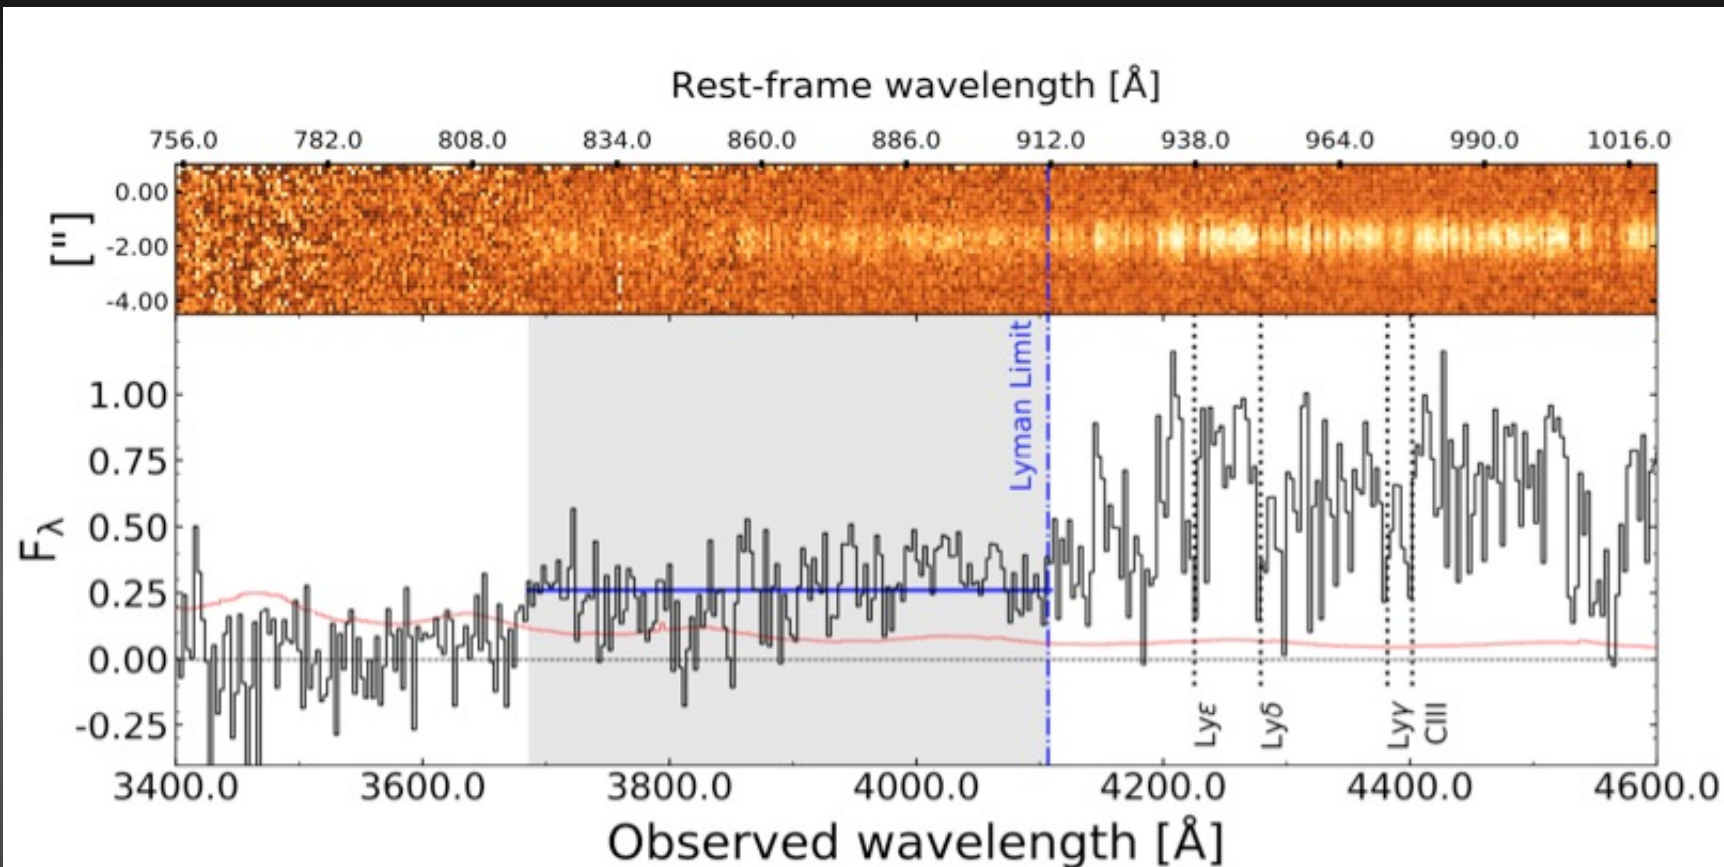 Rest-frame wavelength [Å]
756.0 782.0 808.0 834.0 860.0 886.0 912.0 938.0 964.0 990.0 1016.0
0.00
-2.00
-4.00
["]
Lyman Limit
1.00
0.75
0.50
0.25
0.00
-0.25
Fλ
Lyε
Lyδ
Lyγ
CIII
3400.0 3600.0 3800.0 4000.0 4200.0 4400.0 4600.0
Observed wavelength [Å]